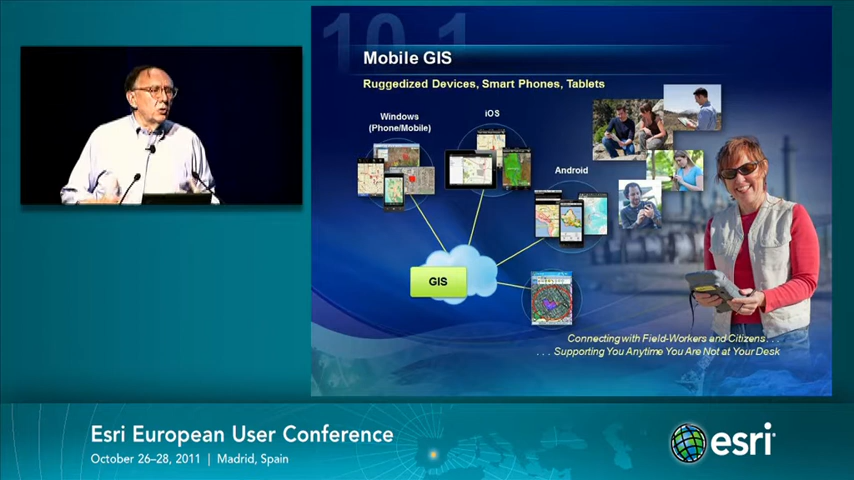 10.1
Mobile GIS
Ruggedized Devices, Smart Phones, Tablets
Windows
(Phone/Mobile)
iOS
Android
GIS
Connecting with Field-Workers and Citizens . . .
. . . Supporting You Anytime You Are Not at Your Desk
Esri European User Conference
October 26–28, 2011 | Madrid, Spain
esri